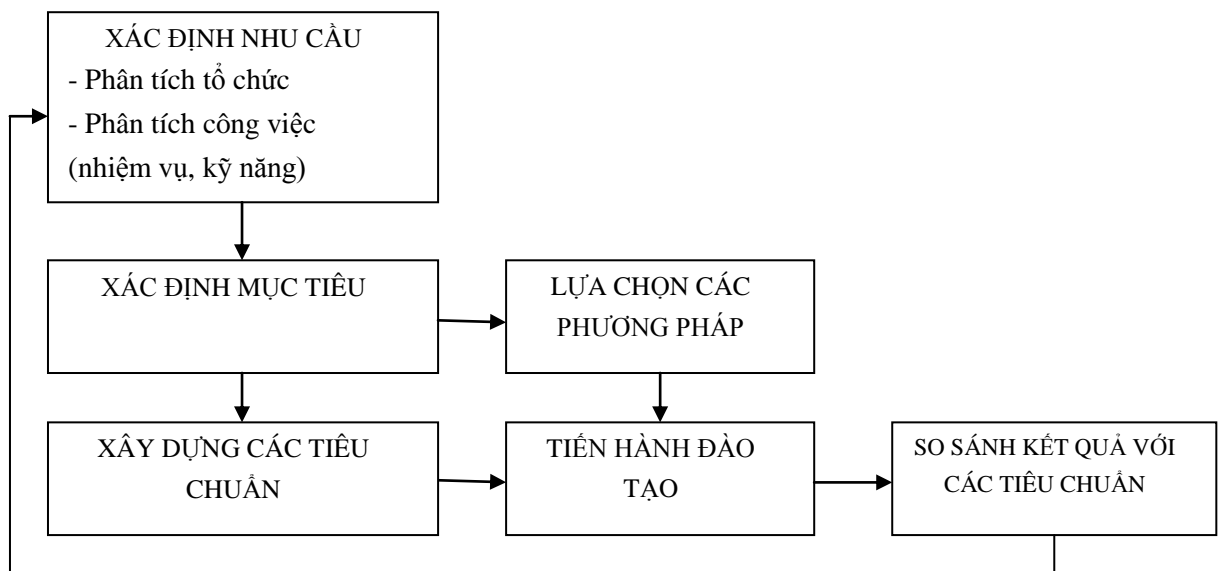 XÁC ĐỊNH NHU CẦU
- Phân tích tổ chức
- Phân tích công việc
(nhiệm vụ, kỹ năng)
XÁC ĐỊNH MỤC TIÊU
LỰA CHỌN CÁC
PHƯƠNG PHÁP
XÂY DỰNG CÁC TIÊU
CHUẨN
TIẾN HÀNH ĐÀO
TẠO
SO SÁNH KẾT QUẢ VỚI
CÁC TIÊU CHUẨN